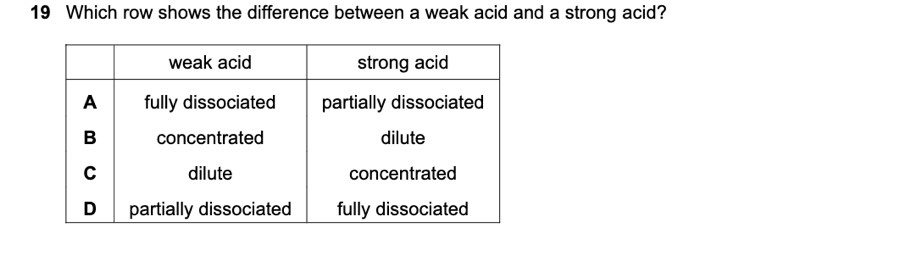 19 Which row shows the difference between a weak acid and a strong acid?
weak acid strong acid
A fully dissociated partially dissociated
B concentrated dilute
C dilute concentrated
D partially dissociated fully dissociated